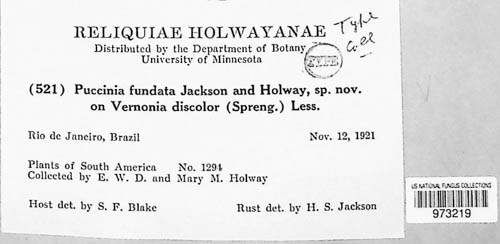 RELIQUIAE HOLWAYANAE
Type
Coll
Distributed by the Department of Botany
University of Minnesota
TYPE
(521) Puccinia fundata Jackson and Holway, sp. nov.
on Vernonia discolor (Spreng.) Less.
Rio de Janeiro, Brazil Nov. 12, 1921
Plants of South America No. 1294
Collected by E. W. D. and Mary M. Holway
Host det. by S. F. Blake Rust det. by H. S. Jackson
US NATIONAL FUNGUS COLLECTIONS
973219